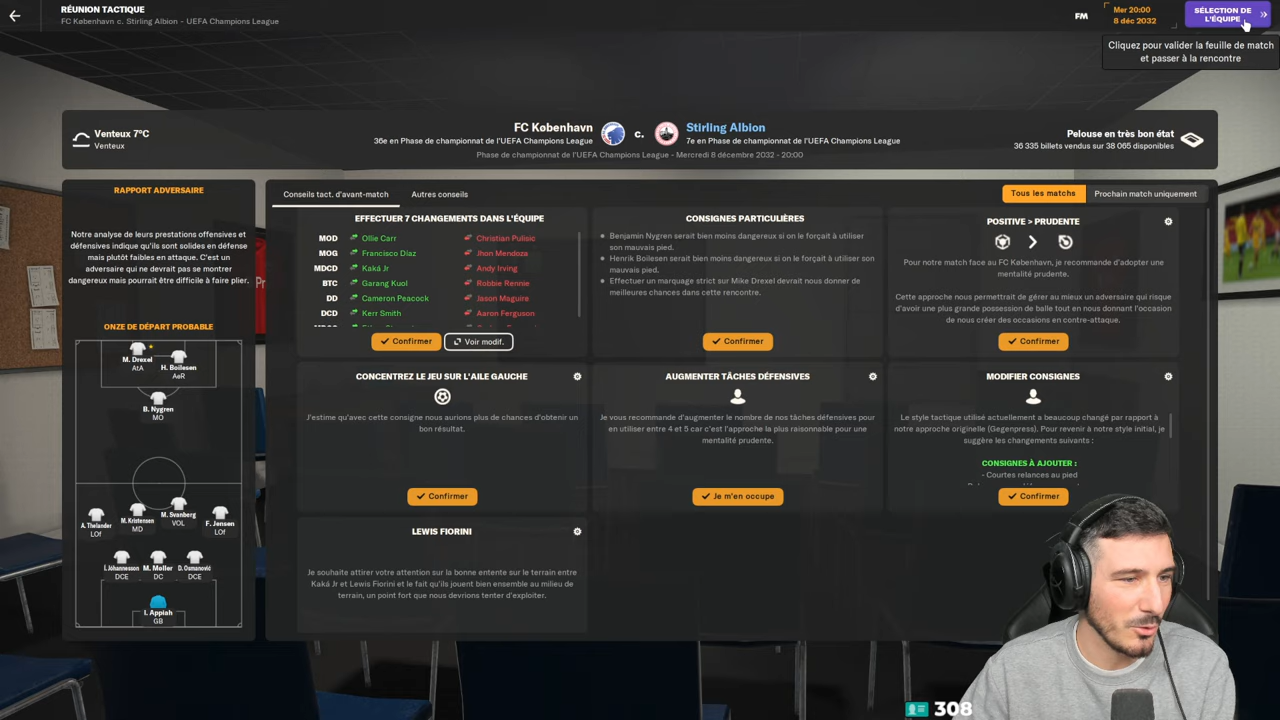 RÉUNION TACTIQUE
FC København c. Stirling Albion - UEFA Champions League
FM
Mer 20:00
8 déc 2032
SÉLECTION DE
L'ÉQUIPE
Cliquez pour valider la feuille de match
et passer à la rencontre
Venteux 7°C
Venteux
FC København
36e en Phase de championnat de l'UEFA Champions League
c.
Stirling Albion
7e en Phase de championnat de l'UEFA Champions League
Phase de championnat de l'UEFA Champions League - Mercredi 8 décembre 2032 - 20:00
Pelouse en très bon état
36 335 billets vendus sur 38 065 disponibles
RAPPORT ADVERSAIRE
Notre analyse de leurs prestations offensives et
défensives indique qu'ils sont solides en défense
mais plutôt faibles en attaque. C'est un
adversaire qui ne devrait pas se montrer
dangereux mais pourrait être difficile à faire plier.
ONZE DE DÉPART PROBABLE
M. Drexel
AtA
H. Boilesen
AeR
B. Nygren
MO
A. Thelander
LOf
M. Kristensen
MD
M. Svanberg
VOL
F. Jensen
LOf
I. Jóhannesson
DCE
M. Møller
DC
D. Osmanović
DCE
I. Appiah
GB
Conseils tact. d'avant-match
Autres conseils
Tous les matchs
Prochain match uniquement
EFFECTUER 7 CHANGEMENTS DANS L'ÉQUIPE
MOD Ollie Carr Christian Pulisic
MOG Francisco Díaz Jhon Mendoza
MDCD Kaká Jr Andy Irving
BTC Garang Kuol Robbie Rennie
DD Cameron Peacock Jason Maguire
DCD Kerr Smith Aaron Ferguson
Confirmer
Voir modif.
CONSIGNES PARTICULIÈRES
Benjamin Nygren serait bien moins dangereux si on le forçait à utiliser
son mauvais pied.
Henrik Boilesen serait bien moins dangereux si on le forçait à utiliser
son mauvais pied.
Effectuer un marquage strict sur Mike Drexel devrait nous donner de
meilleures chances dans cette rencontre.
Confirmer
POSITIVE > PRUDENTE
Pour notre match face au FC København, je recommande d'adopter une
mentalité prudente.
Cette approche nous permettrait de gérer au mieux un adversaire qui risque
d'avoir une plus grande possession de balle tout en nous donnant l'occasion
de nous créer des occasions en contre-attaque.
Confirmer
CONCENTREZ LE JEU SUR L'AILE GAUCHE
J'estime qu'avec cette consigne nous aurions plus de chances d'obtenir un
bon résultat.
Confirmer
AUGMENTER TÂCHES DÉFENSIVES
Je vous recommande d'augmenter le nombre de nos tâches défensives pour
en utiliser entre 4 et 5 car c'est l'approche la plus raisonnable pour une
mentalité prudente.
Je m'en occupe
MODIFIER CONSIGNES
Le style tactique utilisé actuellement a beaucoup changé par rapport à
notre approche originelle (Gegenpress). Pour revenir à notre style initial, je
suggère les changements suivants :
CONSIGNES À AJOUTER :
- Courtes relances au pied
Confirmer
LEWIS FIORINI
Je souhaite attirer votre attention sur la bonne entente sur le terrain entre
Kaká Jr et Lewis Fiorini et le fait qu'ils jouent bien ensemble au milieu de
terrain, un point fort que nous devrions tenter d'exploiter.
308